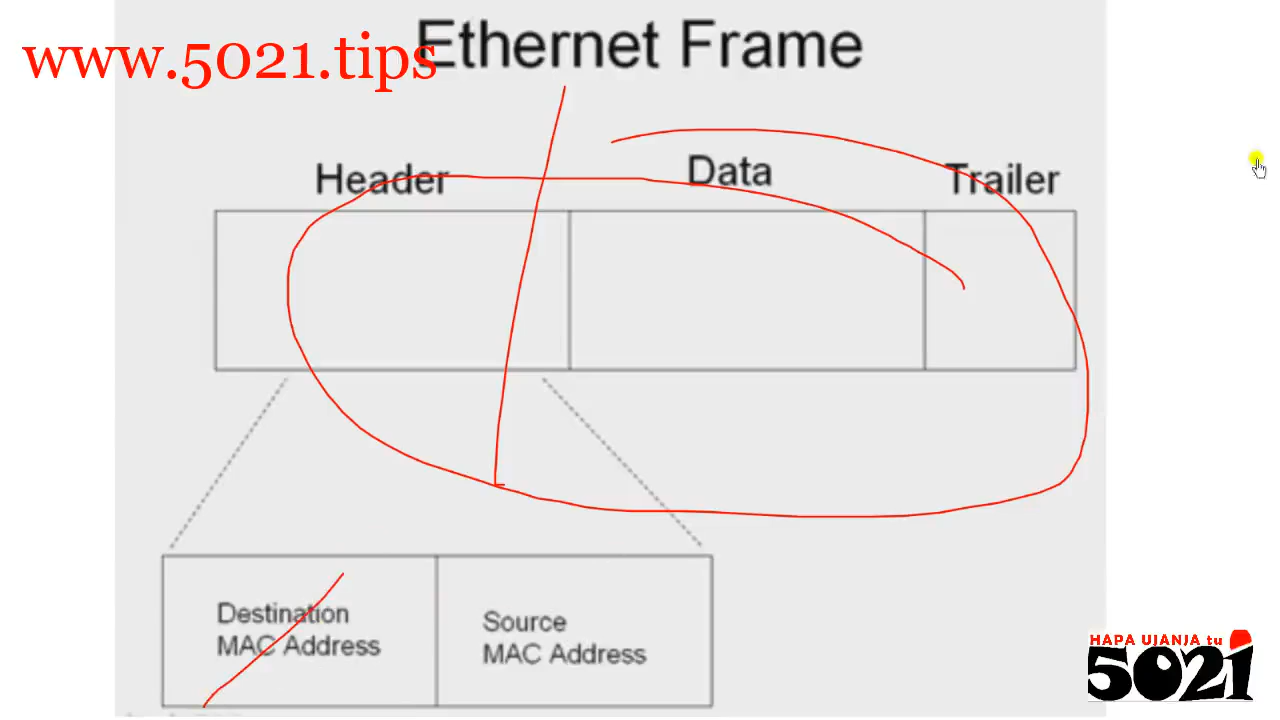 www.5021.tips
Ethernet Frame
Header
Data
Trailer
Destination
MAC Address
Source
MAC Address
HAPA UJANJA tu
5021